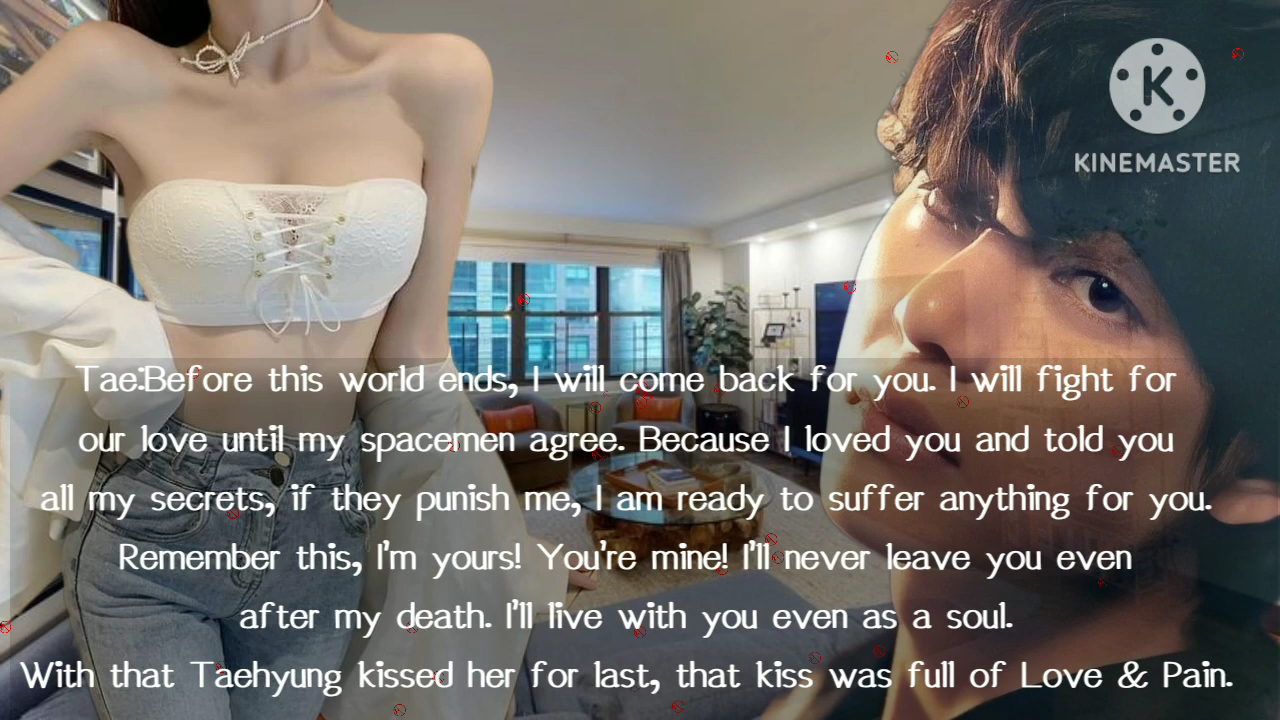 K
KINEMASTER
Tae:Before this world ends, I will come back for you. I will fight for
our love until my spacemen agree. Because I loved you and told you
all my secrets, if they punish me, I am ready to suffer anything for you.
Remember this, I'm yours! You're mine! I'll never leave you even
after my death. I'll live with you even as a soul.
With that Taehyung kissed her for last, that kiss was full of Love & Pain.